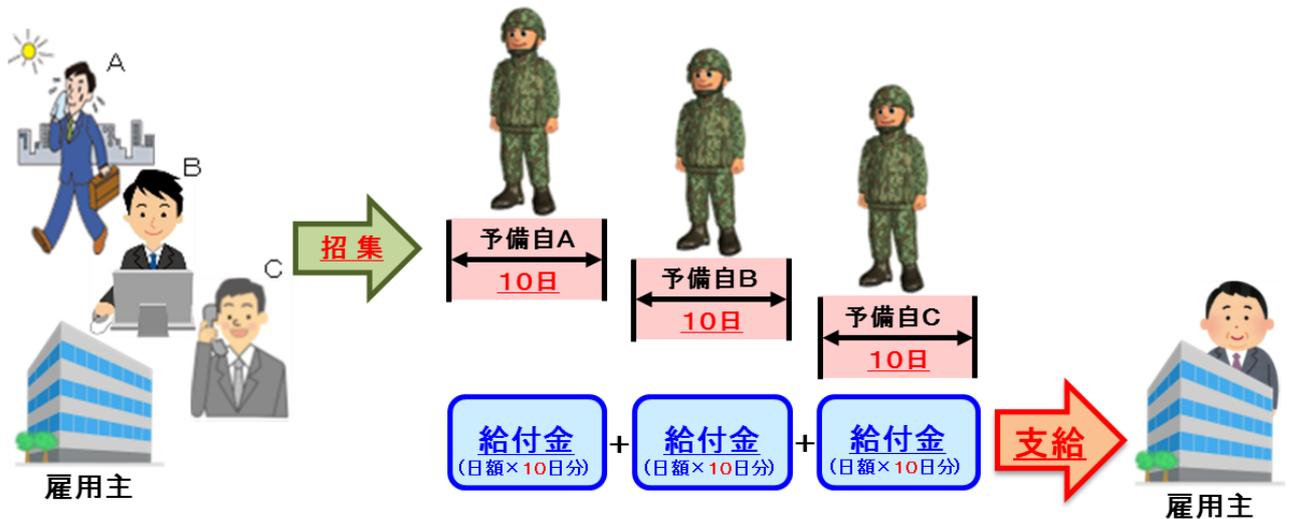 A
B
C
雇用主
招集
予備自A
10日
予備自B
10日
予備自C
10日
給付金
(日額×10日分)
+
給付金
(日額×10日分)
+
給付金
(日額×10日分)
支給
雇用主